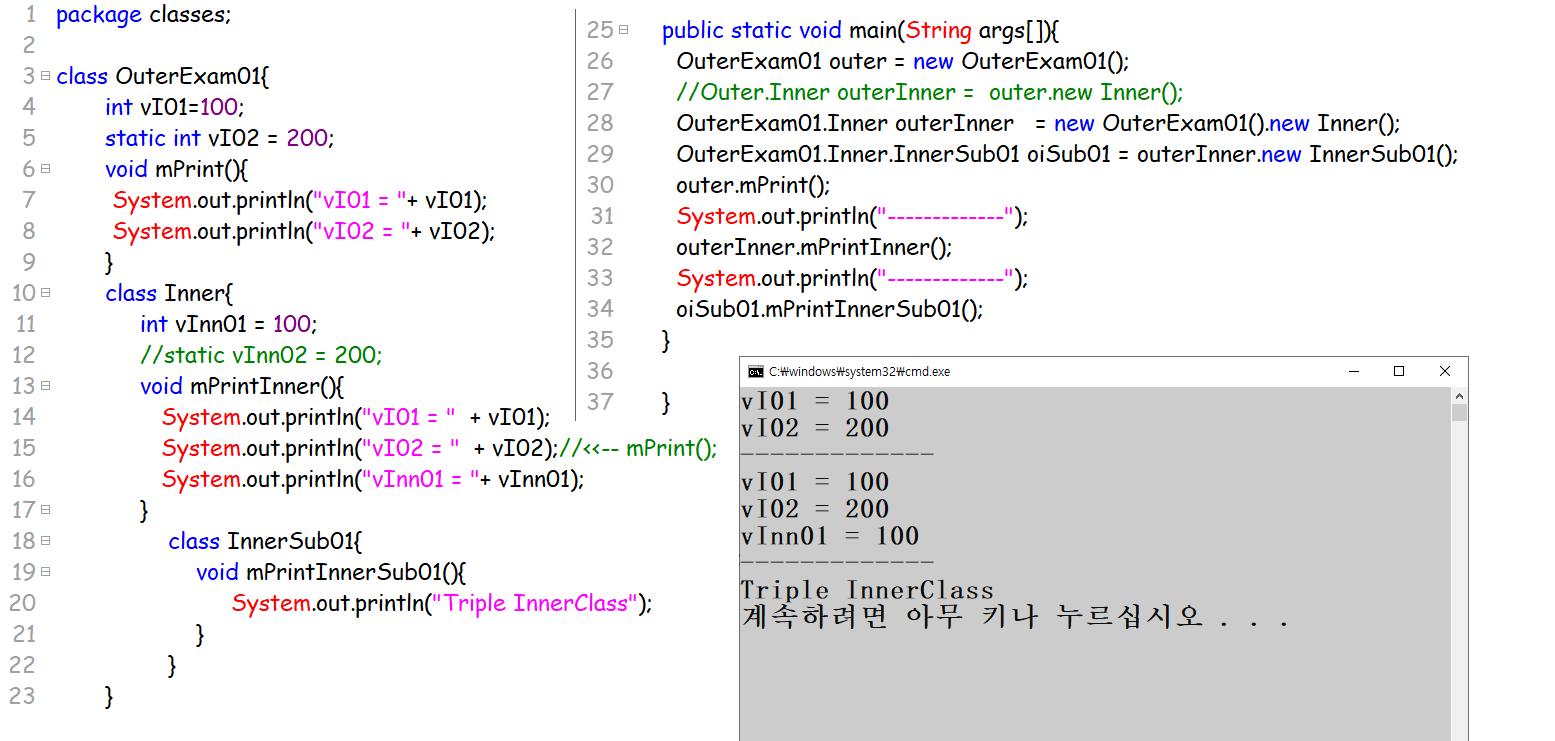 1 package classes;
2
3 class OuterExam01{
4 int vIO1=100;
5 static int vIO2 = 200;
6 void mPrint(){
7 System.out.println("vIO1 = "+ vIO1);
8 System.out.println("vIO2 = "+ vIO2);
9 }
10 class Inner{
11 int vInn01 = 100;
12 //static vInn02 = 200;
13 void mPrintInner(){
14 System.out.println("vIO1 = " + vIO1);
15 System.out.println("vIO2 = " + vIO2);//<<-- mPrint();
16 System.out.println("vInn01 = "+ vInn01);
17 }
18 class InnerSub01{
19 void mPrintInnerSub01(){
20 System.out.println("Triple InnerClass");
21 }
22 }
23 }
25 public static void main(String args[]){
26 OuterExam01 outer = new OuterExam01();
27 //Outer.Inner outerInner = outer.new Inner();
28 OuterExam01.Inner outerInner = new OuterExam01().new Inner();
29 OuterExam01.Inner.InnerSub01 oiSub01 = outerInner.new InnerSub01();
30 outer.mPrint();
31 System.out.println("-------------");
32 outerInner.mPrintInner();
33 System.out.println("-------------");
34 oiSub01.mPrintInnerSub01();
35 }
36
37 }
C:₩windows₩system32₩cmd.exe
vIO1 = 100
vIO2 = 200
-------------
vIO1 = 100
vIO2 = 200
vInn01 = 100
-------------
Triple InnerClass
계속하려면 아무 키나 누르십시오 . . .